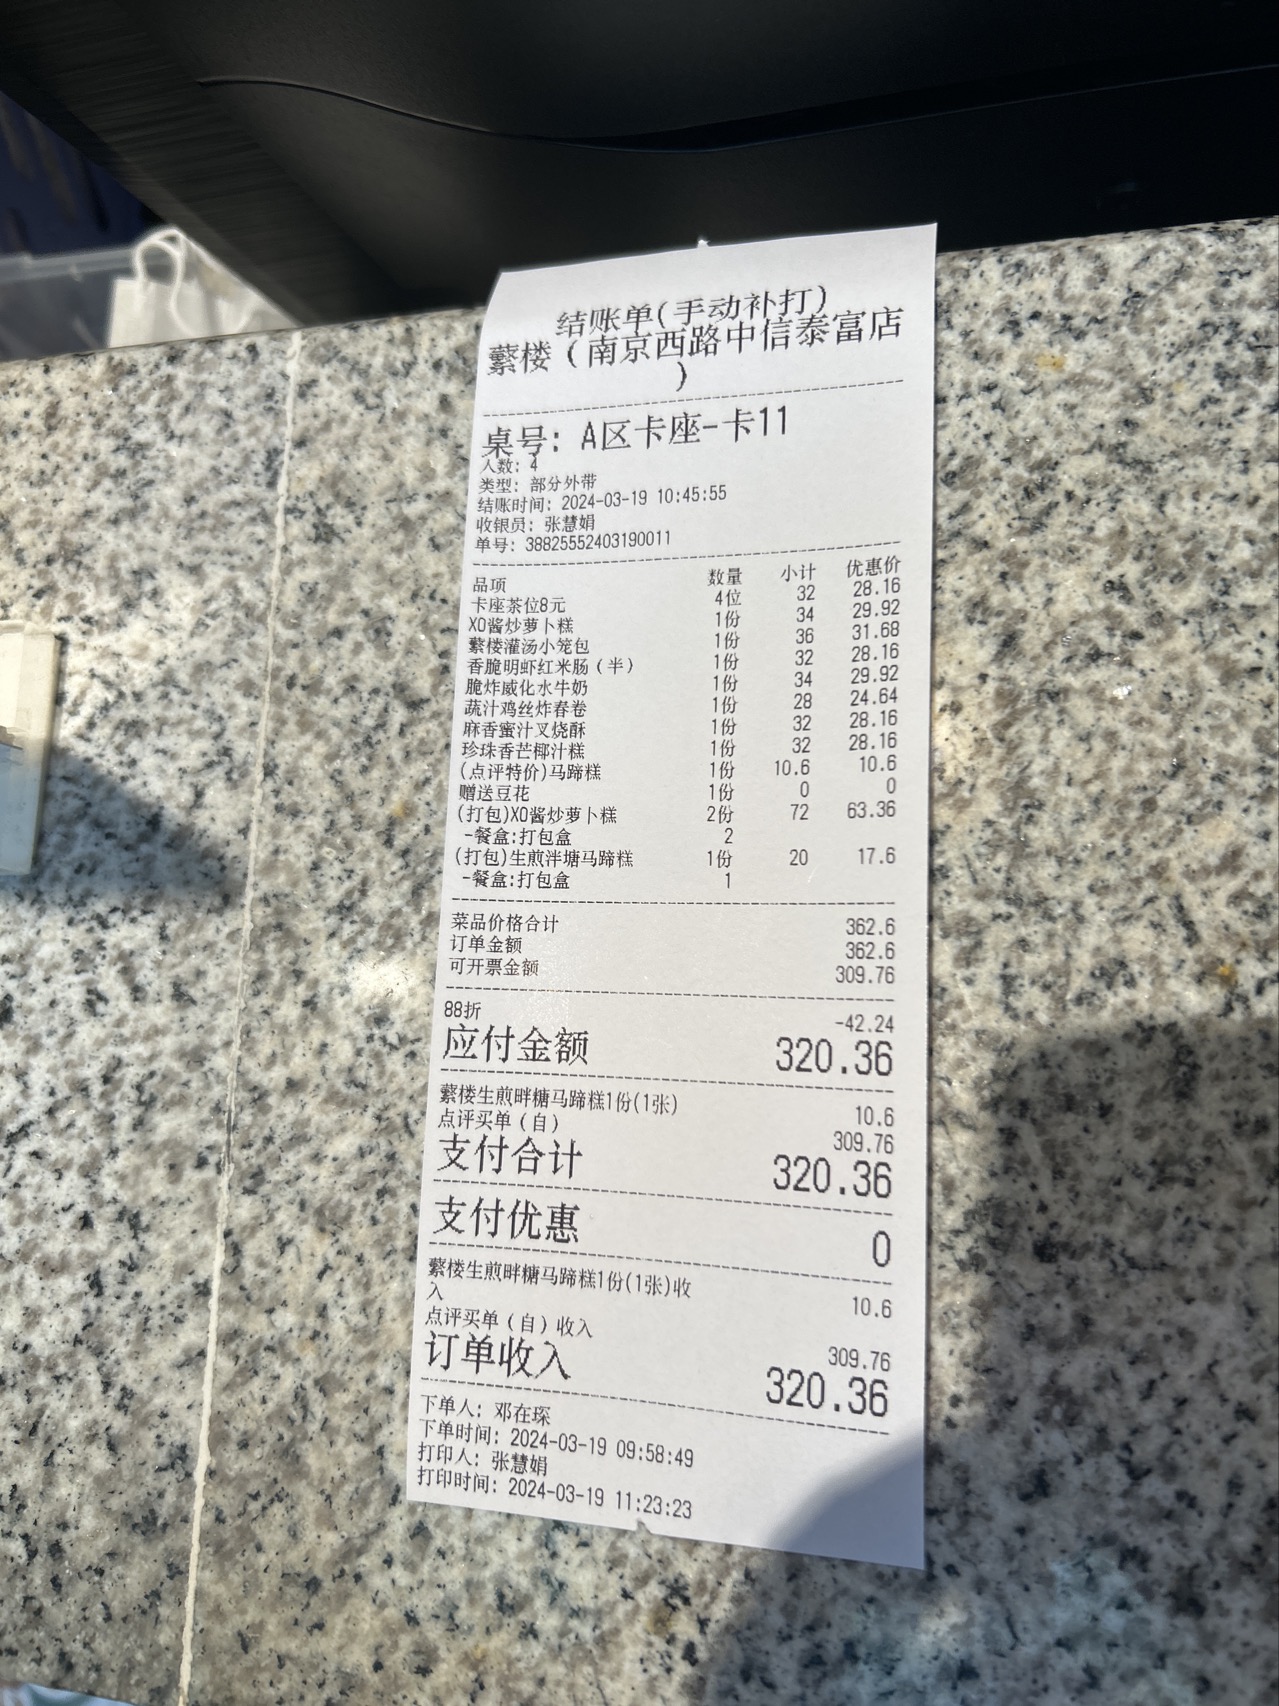 结账单(手动补打)
蘩楼（南京西路中信泰富店
）
桌号: A区卡座-卡11
人数: 4
类型: 部分外带
结账时间: 2024-03-19 10:45:55
收银员: 张慧娟
单号: 38825552403190011
品项 数量 小计 优惠价
卡座茶位8元 4位 32 28.16
XO酱炒萝卜糕 1份 34 29.92
蘩楼灌汤小笼包 1份 36 31.68
香脆明虾红米肠（半） 1份 32 28.16
脆炸威化水牛奶 1份 34 29.92
蔬汁鸡丝炸春卷 1份 28 24.64
麻香蜜汁叉烧酥 1份 32 28.16
珍珠香芒椰汁糕 1份 32 28.16
(点评特价)马蹄糕 1份 10.6 10.6
赠送豆花 1份 0 0
(打包)XO酱炒萝卜糕 2份 72 63.36
-餐盒:打包盒 2
(打包)生煎泮塘马蹄糕 1份 20 17.6
-餐盒:打包盒 1
菜品价格合计 362.6
订单金额 362.6
可开票金额 309.76
88折 -42.24
应付金额 320.36
蘩楼生煎畔糖马蹄糕1份(1张) 10.6
点评买单（自） 309.76
支付合计 320.36
支付优惠 0
蘩楼生煎畔糖马蹄糕1份(1张)收
入 10.6
点评买单（自）收入 309.76
订单收入 320.36
下单人: 邓在琛
下单时间: 2024-03-19 09:58:49
打印人: 张慧娟
打印时间: 2024-03-19 11:23:23